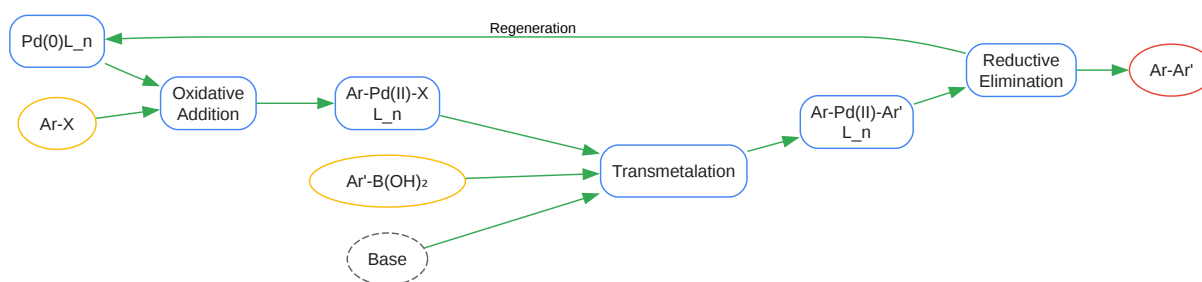 Regeneration
Pd(0)L_n
Ar-X
Oxidative
Addition
Ar-Pd(II)-X
L_n
Ar'-B(OH)₂
Base
Transmetalation
Ar-Pd(II)-Ar'
L_n
Reductive
Elimination
Ar-Ar'